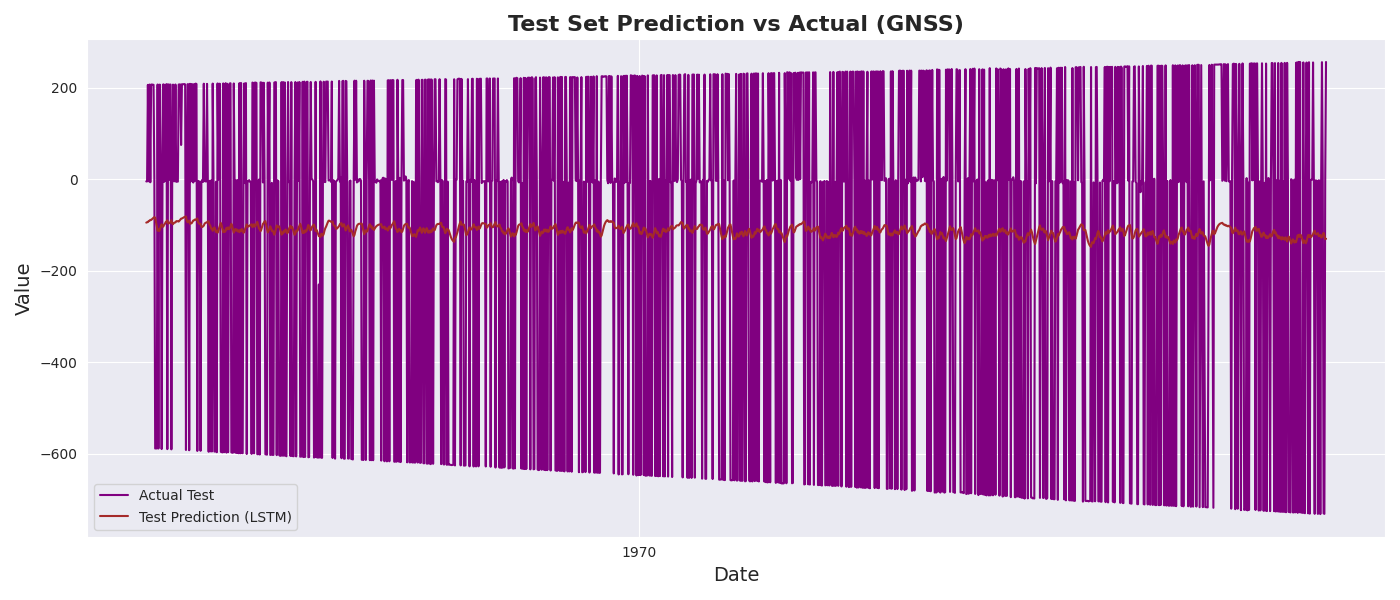 Test Set Prediction vs Actual (GNSS)
Value
200
0
−200
−400
−600
Actual Test
Test Prediction (LSTM)
1970
Date